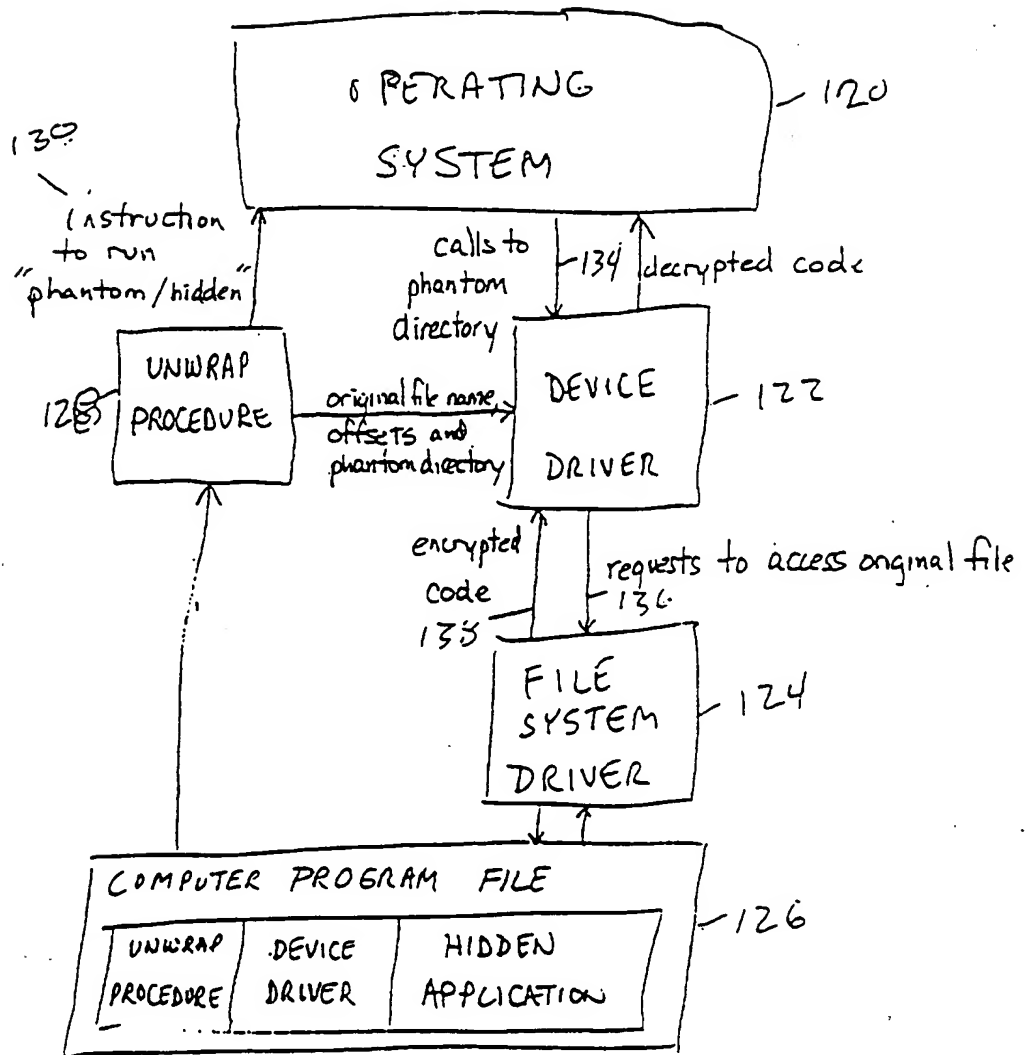 OPERATING
SYSTEM
120
130
instruction
to run
"phantom/hidden"
calls to
phantom
directory
134
decrypted code
UNWRAP
PROCEDURE
128
original file name,
offsets and
phantom directory
DEVICE
DRIVER
122
encrypted
code
138
requests to access original file
136
FILE
SYSTEM
DRIVER
124
COMPUTER PROGRAM FILE
126
UNWRAP
PROCEDURE
DEVICE
DRIVER
HIDDEN
APPLICATION